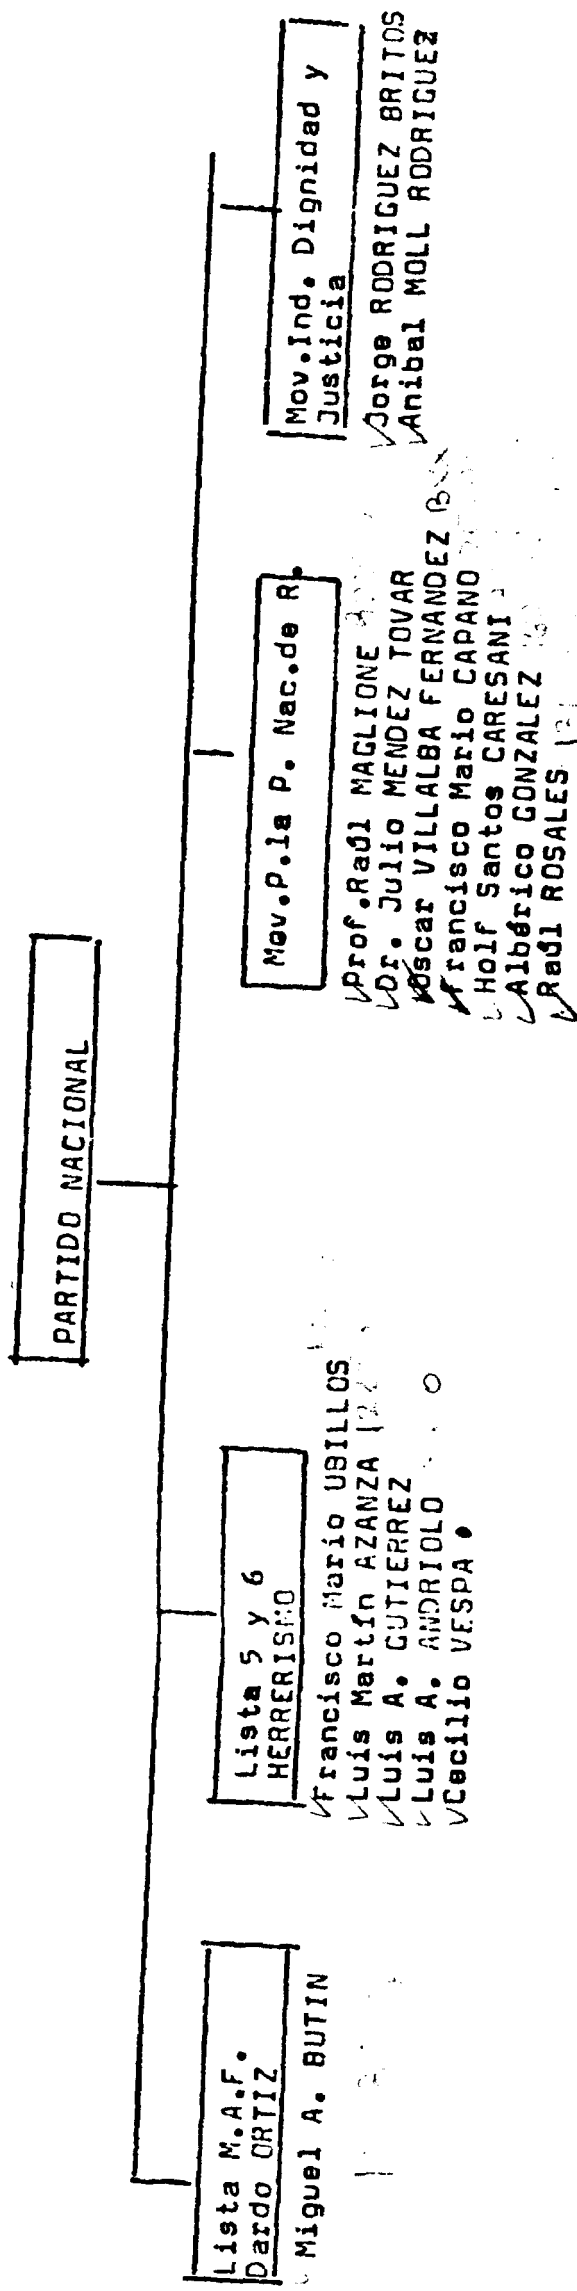 PARTIDO NACIONAL
Lista M.A.F.
Dardo ORTIZ
Miguel A. BUTIN
Lista 5 y 6
HERRERISMO
Francisco Mario UBILLOS
Luis Martín AZANZA
Luis A. GUTIERREZ
Luis A. ANDRIOLO
Cecilio VESPA.
Mov.P.la P. Nac.de R.
Prof.Raúl MAGLIONE
Dr. Julio MENDEZ TOVAR
Oscar VILLALBA FERNANDEZ
Francisco Mario CAPANO
Holf Santos CARESANI
Albérico GONZALEZ
Raúl ROSALES
Mov.Ind. Dignidad y
Justicia
Jorge RODRIGUEZ BRITOS
Anibal MOLL RODRIGUEZ